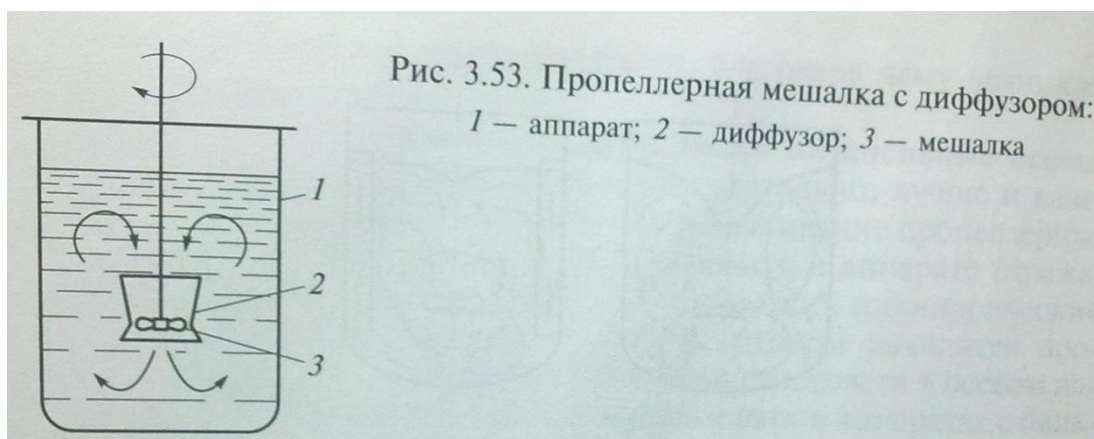 Рис. 3.53. Пропеллерная мешалка с диффузором:
1 — аппарат; 2 — диффузор; 3 — мешалка
1
2
3